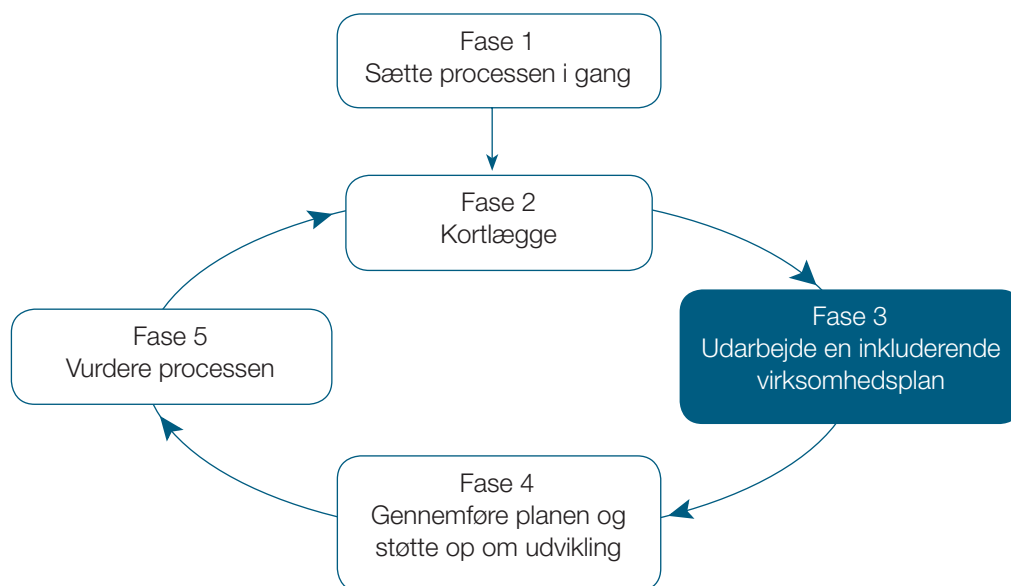 Fase 1
Sætte processen i gang
Fase 2
Kortlægge
Fase 3
Udarbejde en inkluderende
virksomhedsplan
Fase 4
Gennemføre planen og
støtte op om udvikling
Fase 5
Vurdere processen